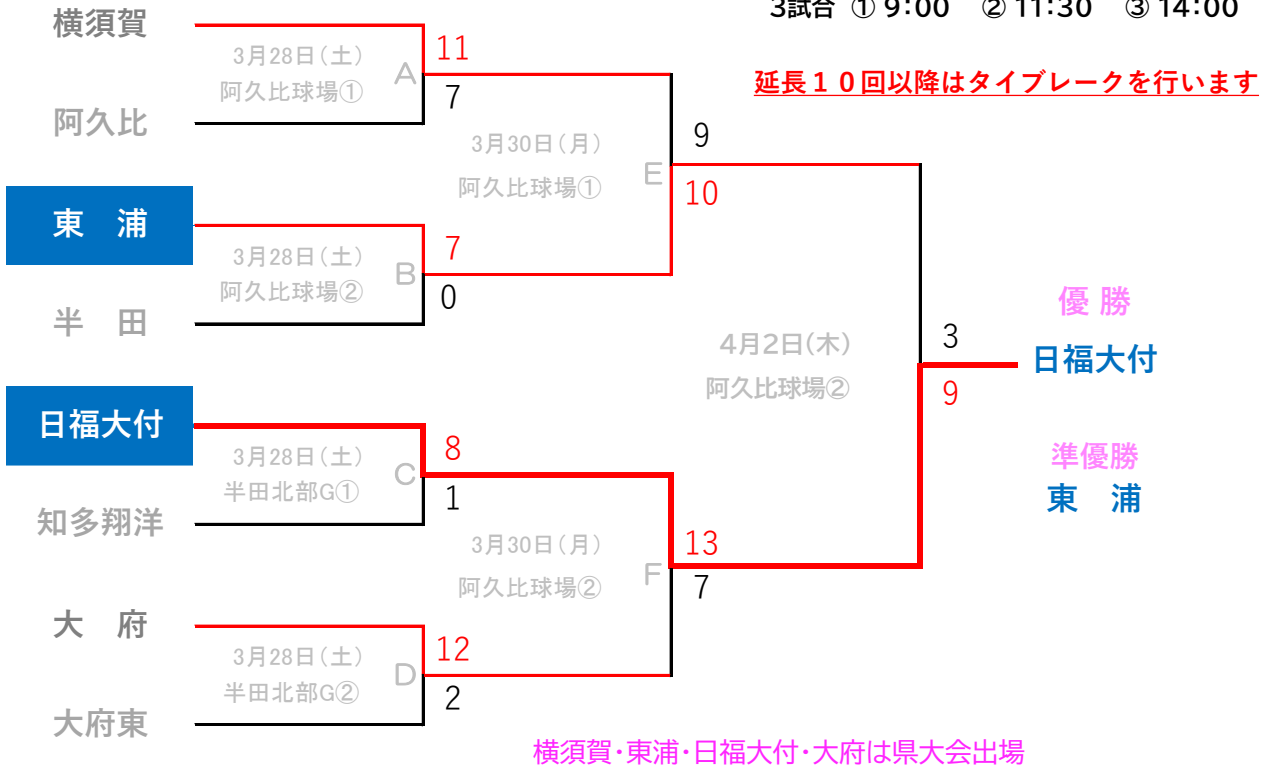 3試合 ① 9:00 ② 11:30 ③ 14:00
延長10回以降はタイブレークを行います
横須賀
3月28日(土)
阿久比球場①
A
11
7
阿久比
3月30日(月)
阿久比球場①
E
9
10
東 浦
3月28日(土)
阿久比球場②
B
7
0
半 田
4月2日(木)
阿久比球場②
3
9
優 勝
日福大付
準優勝
東 浦
日福大付
3月28日(土)
半田北部G①
C
8
1
知多翔洋
3月30日(月)
阿久比球場②
F
13
7
大 府
3月28日(土)
半田北部G②
D
12
2
大府東
横須賀・東浦・日福大付・大府は県大会出場